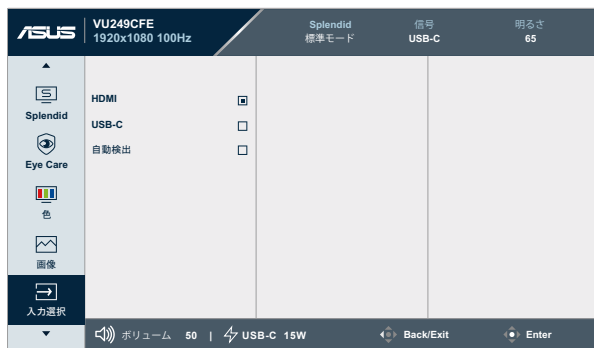 ASUS
VU249CFE
1920x1080 100Hz
Splendid
標準モード
信号
USB-C
明るさ
65
Splendid
Eye Care
色
画像
入力選択
HDMI
USB-C
自動検出
ボリューム 50 | USB-C 15W
Back/Exit
Enter